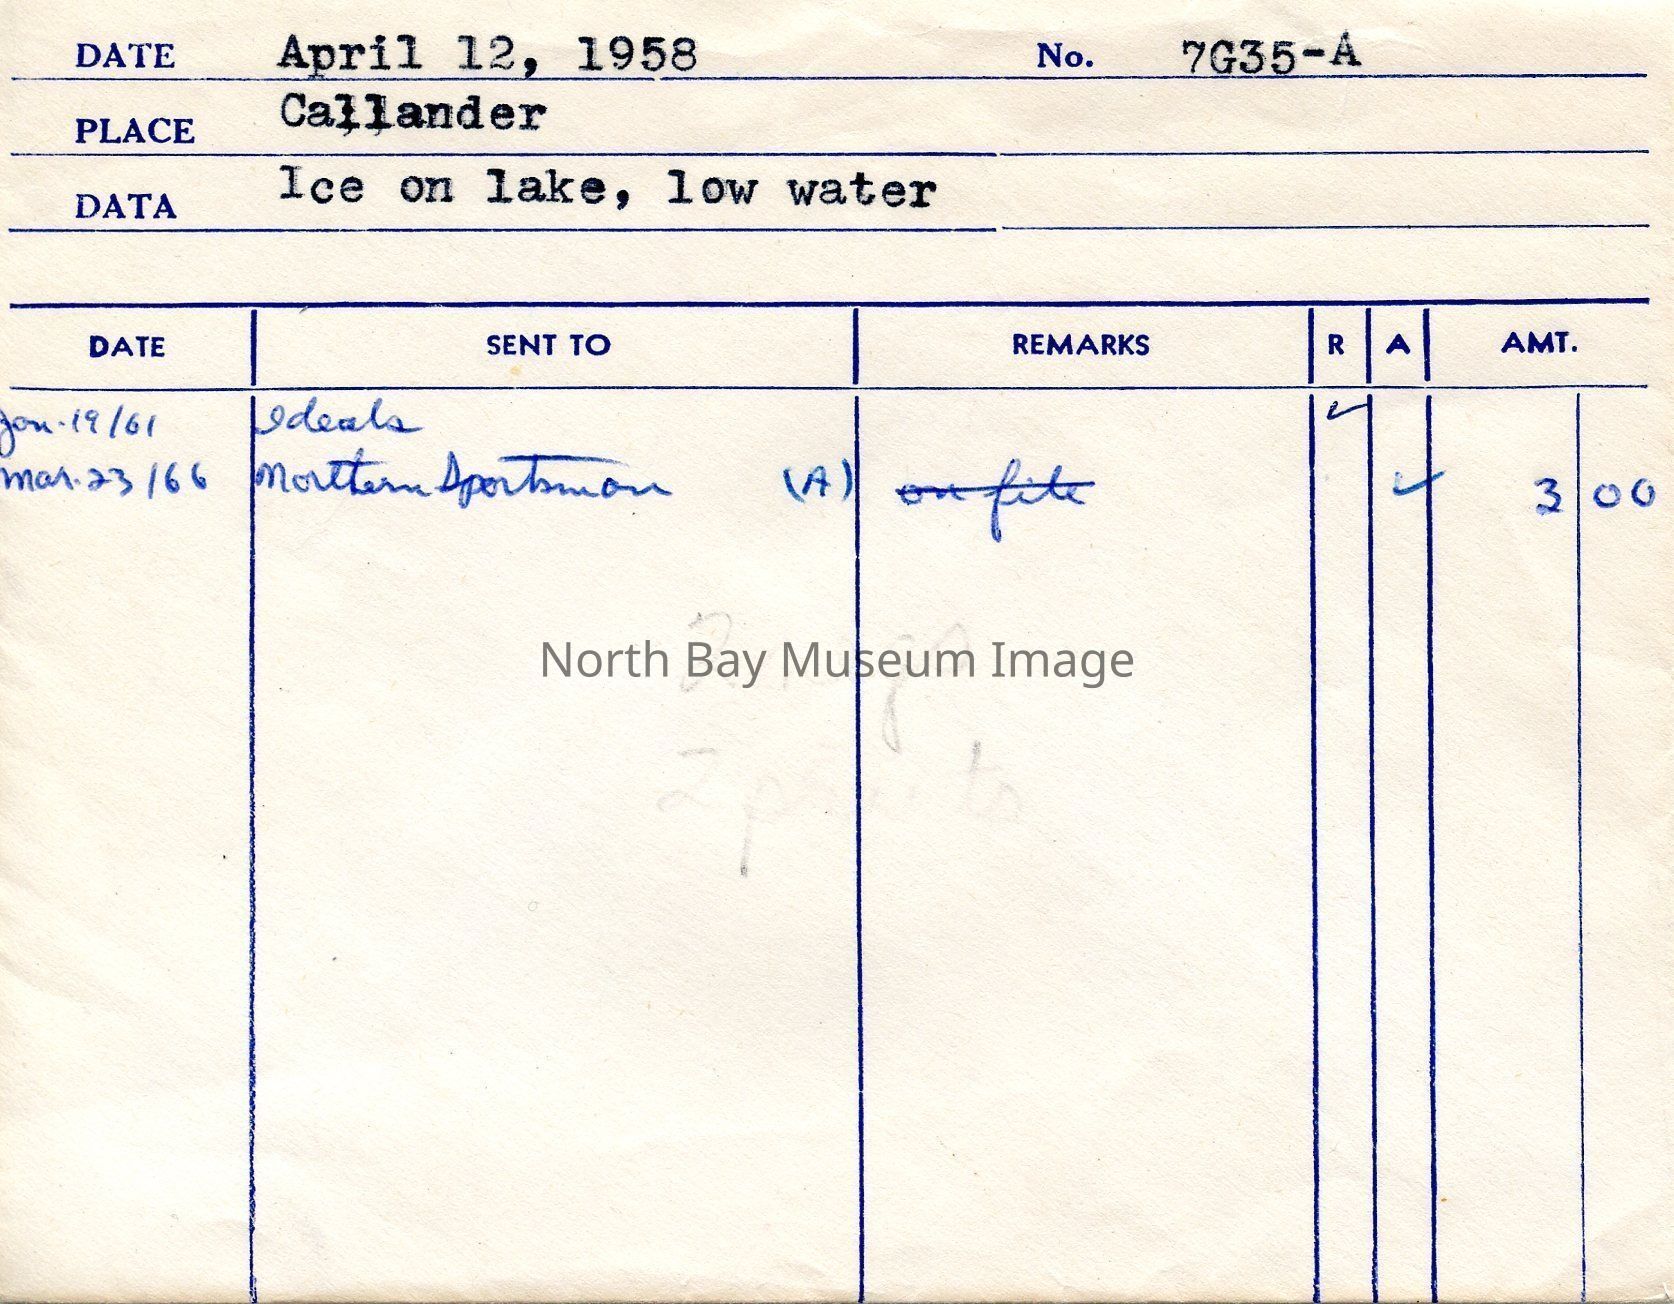 DATE April 12, 1958 No. 7G35-A
PLACE Callander
DATA Ice on lake, low water
DATE SENT TO REMARKS R A AMT.
Jan. 19/61 Ideals ✓
Mar. 23/66 Northern Sportsman (A) on file ✓ 3 00
North Bay Museum Image